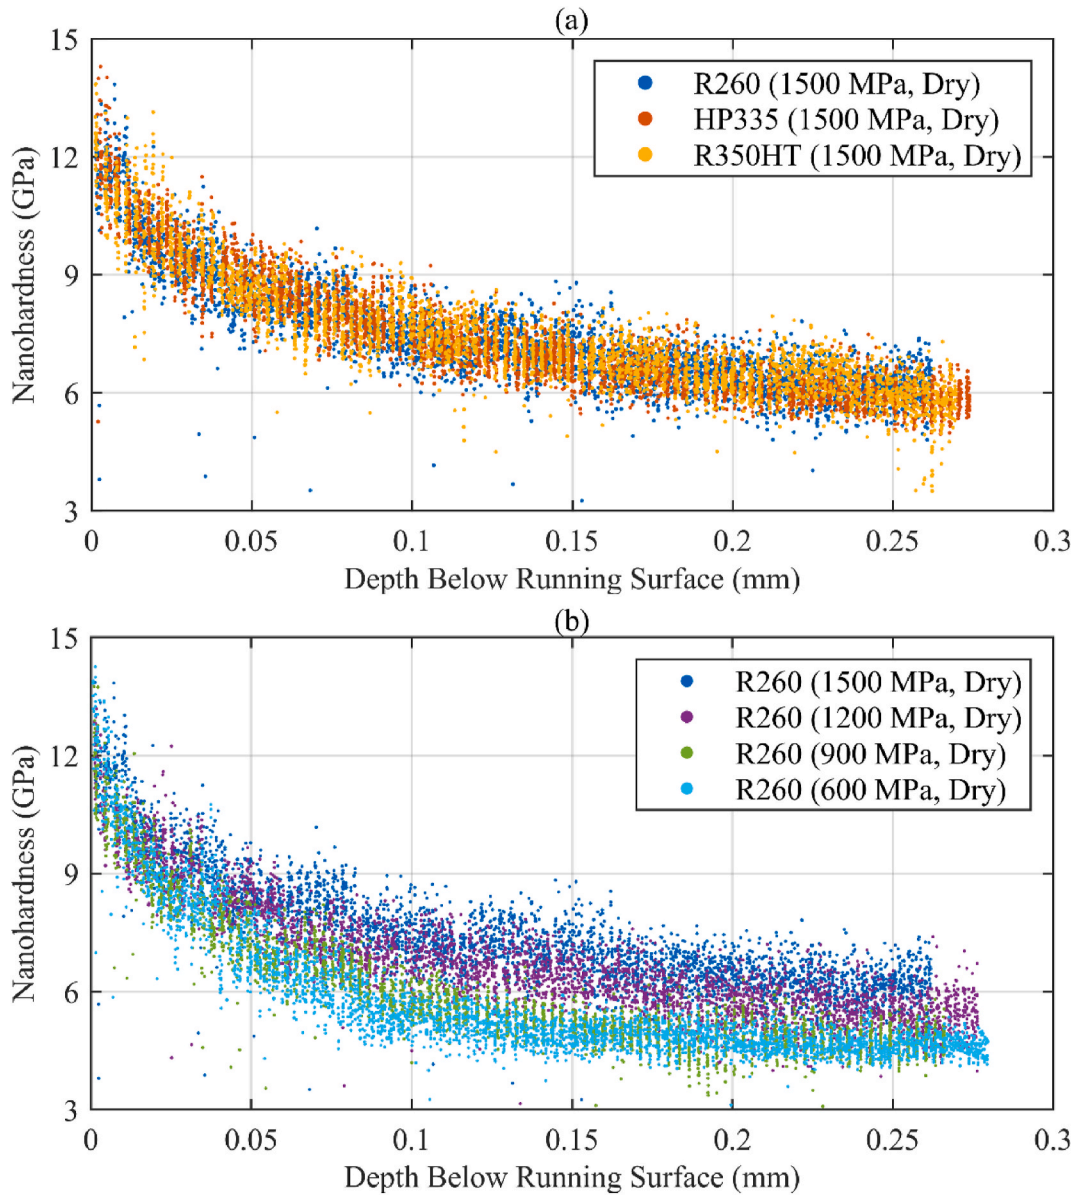 (a)
15
12
9
6
3
Nanohardness (GPa)
R260 (1500 MPa, Dry)
HP335 (1500 MPa, Dry)
R350HT (1500 MPa, Dry)
0 0.05 0.1 0.15 0.2 0.25 0.3
Depth Below Running Surface (mm)
(b)
15
12
9
6
3
Nanohardness (GPa)
R260 (1500 MPa, Dry)
R260 (1200 MPa, Dry)
R260 (900 MPa, Dry)
R260 (600 MPa, Dry)
0 0.05 0.1 0.15 0.2 0.25 0.3
Depth Below Running Surface (mm)